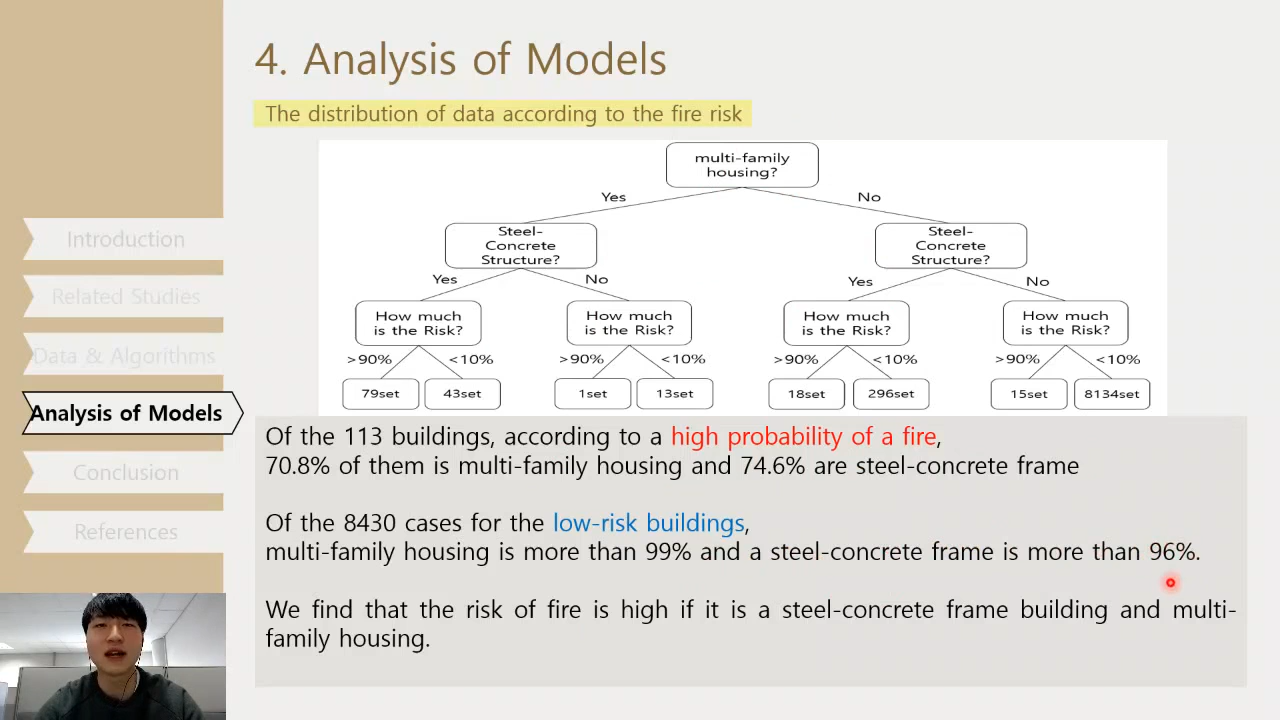 4. Analysis of Models
The distribution of data according to the fire risk
multi-family
housing?
Yes
No
Steel-
Concrete
Structure?
Steel-
Concrete
Structure?
Yes
No
Yes
No
How much
is the Risk?
How much
is the Risk?
How much
is the Risk?
How much
is the Risk?
>90%
<10%
>90%
<10%
>90%
<10%
>90%
<10%
79set
43set
1set
13set
18set
296set
15set
8134set
Introduction
Related Studies
Data & Algorithms
Analysis of Models
Conclusion
References
Of the 113 buildings, according to a high probability of a fire,
70.8% of them is multi-family housing and 74.6% are steel-concrete frame
Of the 8430 cases for the low-risk buildings,
multi-family housing is more than 99% and a steel-concrete frame is more than 96%.
We find that the risk of fire is high if it is a steel-concrete frame building and multi-
family housing.